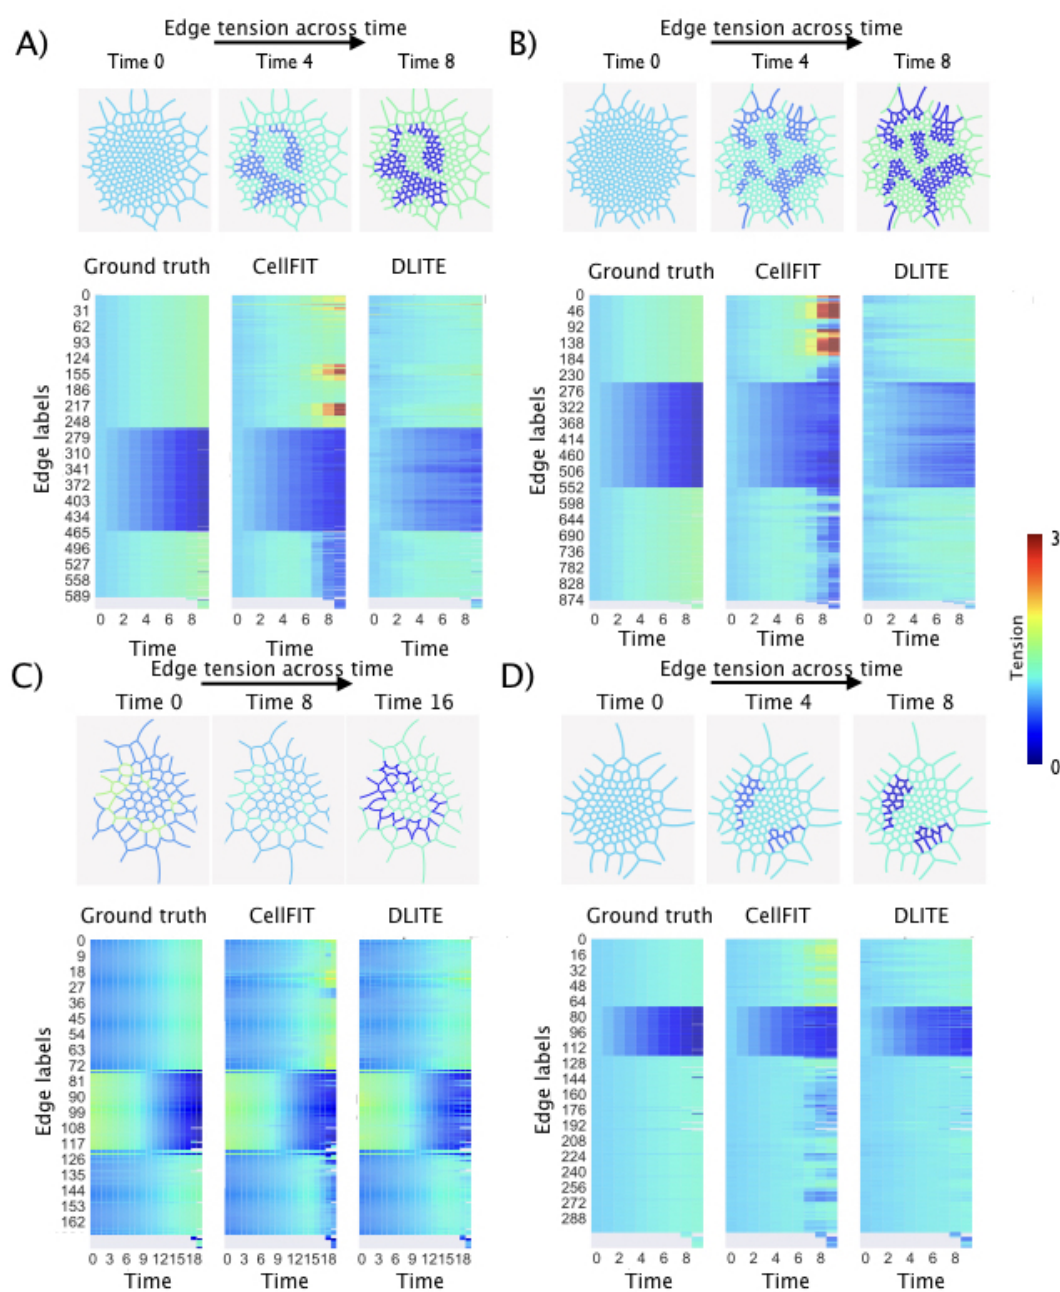 A)
Edge tension across time
Time 0 Time 4 Time 8
Ground truth CellFIT DLITE
Edge labels
0
31
62
93
124
155
186
217
248
279
310
341
372
403
434
465
496
527
558
589
0 2 4 6 8 0 2 4 6 8 0 2 4 6 8
Time Time Time
B)
Edge tension across time
Time 0 Time 4 Time 8
Ground truth CellFIT DLITE
Edge labels
0
46
92
138
184
230
276
322
368
414
460
506
552
598
644
690
736
782
828
874
0 2 4 6 8 0 2 4 6 8 0 2 4 6 8
Time Time Time
3
Tension
0
C)
Edge tension across time
Time 0 Time 8 Time 16
Ground truth CellFIT DLITE
Edge labels
0
9
18
27
36
45
54
63
72
81
90
99
108
117
126
135
144
153
162
0 3 6 9 12 15 18 0 3 6 9 12 15 18 0 3 6 9 12 15 18
Time Time Time
D)
Edge tension across time
Time 0 Time 4 Time 8
Ground truth CellFIT DLITE
Edge labels
0
16
32
48
64
80
96
112
128
144
160
176
192
208
224
240
256
272
288
0 2 4 6 8 0 2 4 6 8 0 2 4 6 8
Time Time Time